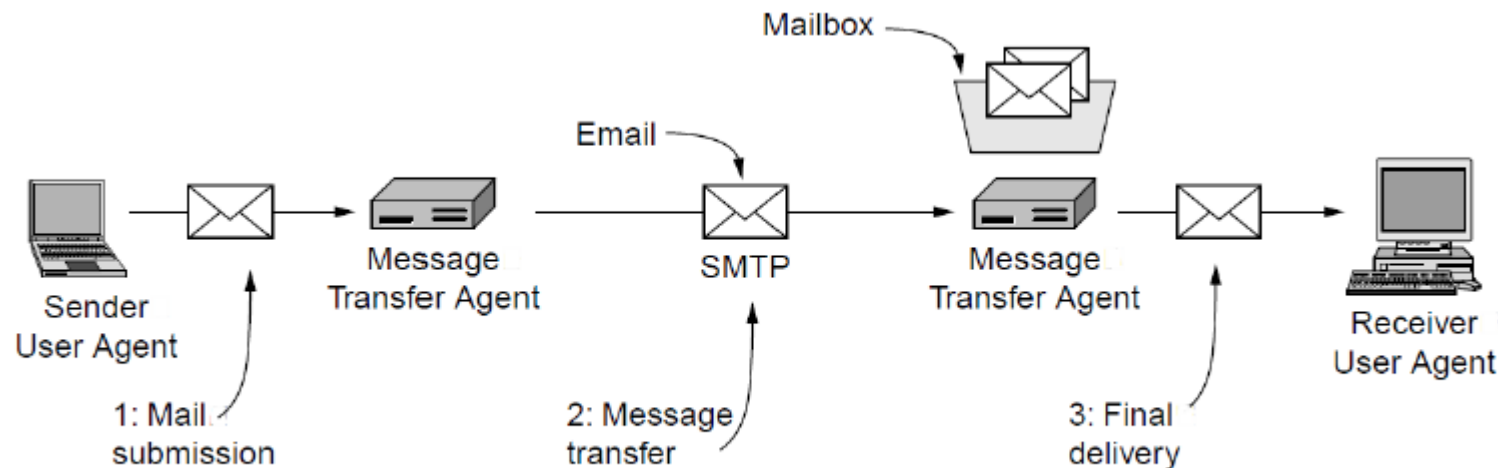 Mailbox
Email
Message
Transfer Agent
SMTP
Message
Transfer Agent
Sender
User Agent
Receiver
User Agent
1: Mail
submission
2: Message
transfer
3: Final
delivery